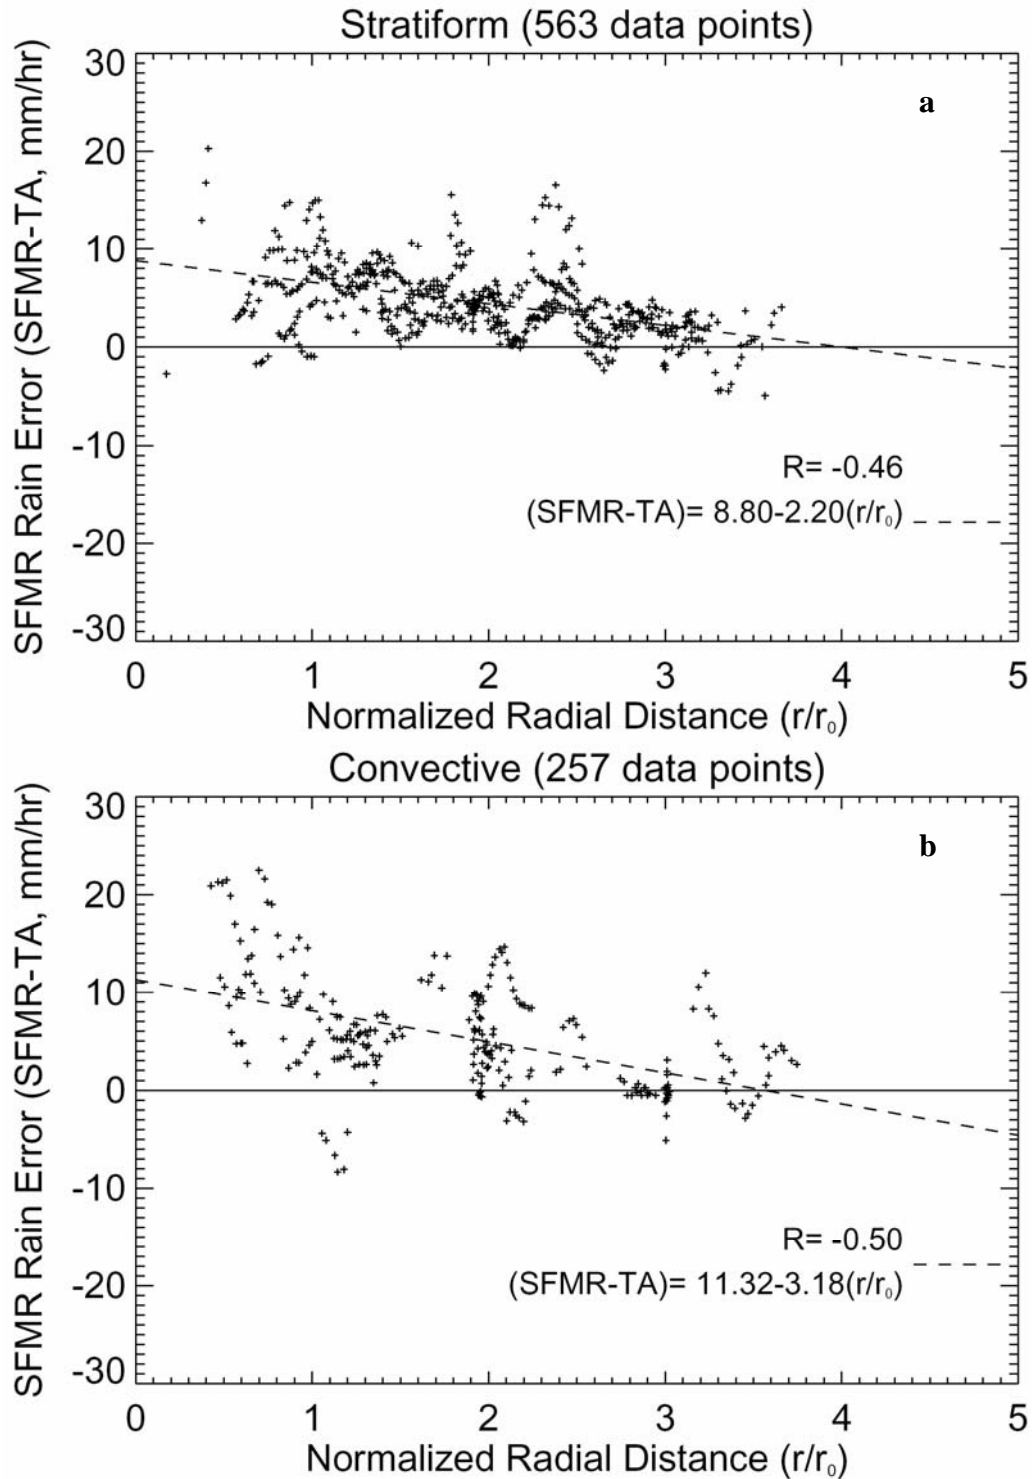 Stratiform (563 data points)
SFMR Rain Error (SFMR-TA, mm/hr)
30
20
10
0
-10
-20
-30
a
R= -0.46
(SFMR-TA)= 8.80-2.20(r/r₀)
0 1 2 3 4 5
Normalized Radial Distance (r/r₀)
Convective (257 data points)
SFMR Rain Error (SFMR-TA, mm/hr)
30
20
10
0
-10
-20
-30
b
R= -0.50
(SFMR-TA)= 11.32-3.18(r/r₀)
0 1 2 3 4 5
Normalized Radial Distance (r/r₀)